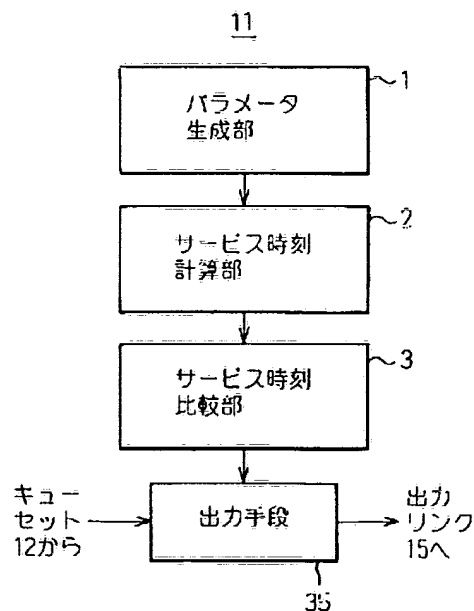 11
1
パラメータ
生成部
2
サービス時刻
計算部
3
サービス時刻
比較部
キュー
セット
12から
出力手段
出力
リンク
15へ
35